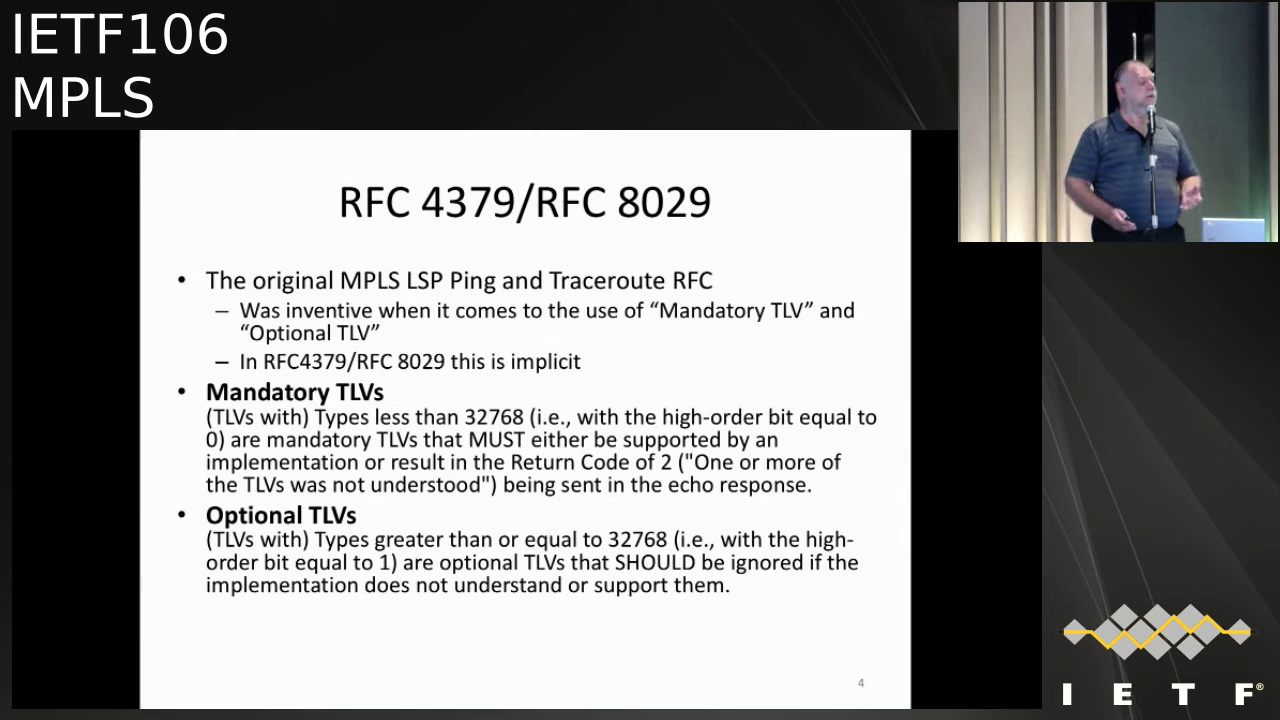 IETF106
MPLS
RFC 4379/RFC 8029
• The original MPLS LSP Ping and Traceroute RFC
– Was inventive when it comes to the use of “Mandatory TLV” and
“Optional TLV”
– In RFC4379/RFC 8029 this is implicit
• Mandatory TLVs
(TLVs with) Types less than 32768 (i.e., with the high-order bit equal to
0) are mandatory TLVs that MUST either be supported by an
implementation or result in the Return Code of 2 ("One or more of
the TLVs was not understood") being sent in the echo response.
• Optional TLVs
(TLVs with) Types greater than or equal to 32768 (i.e., with the high-
order bit equal to 1) are optional TLVs that SHOULD be ignored if the
implementation does not understand or support them.
4
I E T F®